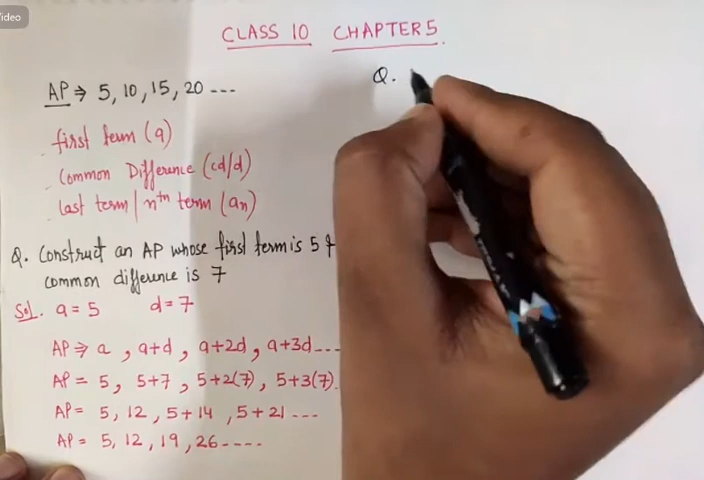 Video
CLASS 10 CHAPTER 5.
AP ⇒ 5, 10, 15, 20 ---
first term (a)
Common Difference (cd/d)
last term / nth term (an)
Q. Construct an AP whose first term is 5 &
common difference is 7
Sol. a = 5 d = 7
AP ⇒ a, a+d, a+2d, a+3d ---
AP = 5, 5+7, 5+2(7), 5+3(7).
AP = 5, 12, 5+14, 5+21 ---
AP = 5, 12, 19, 26 ----
Q.